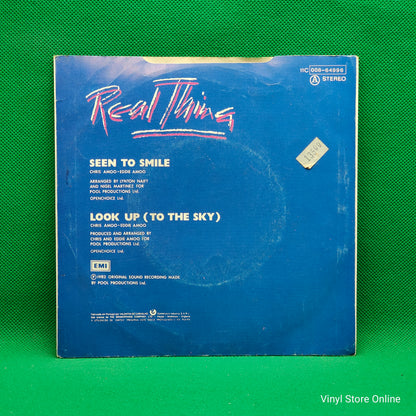 11C 008-64996
A STEREO
Real Thing
SEEN TO SMILE
CHRIS AMOO-EDDIE AMOO
ARRANGED BY LYNTON NAIFF
AND NIGEL MARTINEZ FOR
POOL PRODUCTIONS Ltd.
OPENCHOICE Ltd.
LOOK UP (TO THE SKY)
CHRIS AMOO-EDDIE AMOO
PRODUCED AND ARRANGED BY
CHRIS AND EDDIE AMOO FOR
POOL PRODUCTIONS Ltd.
OPENCHOICE Ltd.
EMI
Ⓟ 1982 ORIGINAL SOUND RECORDING MADE
BY POOL PRODUCTIONS Ltd.
Vinyl Store Online